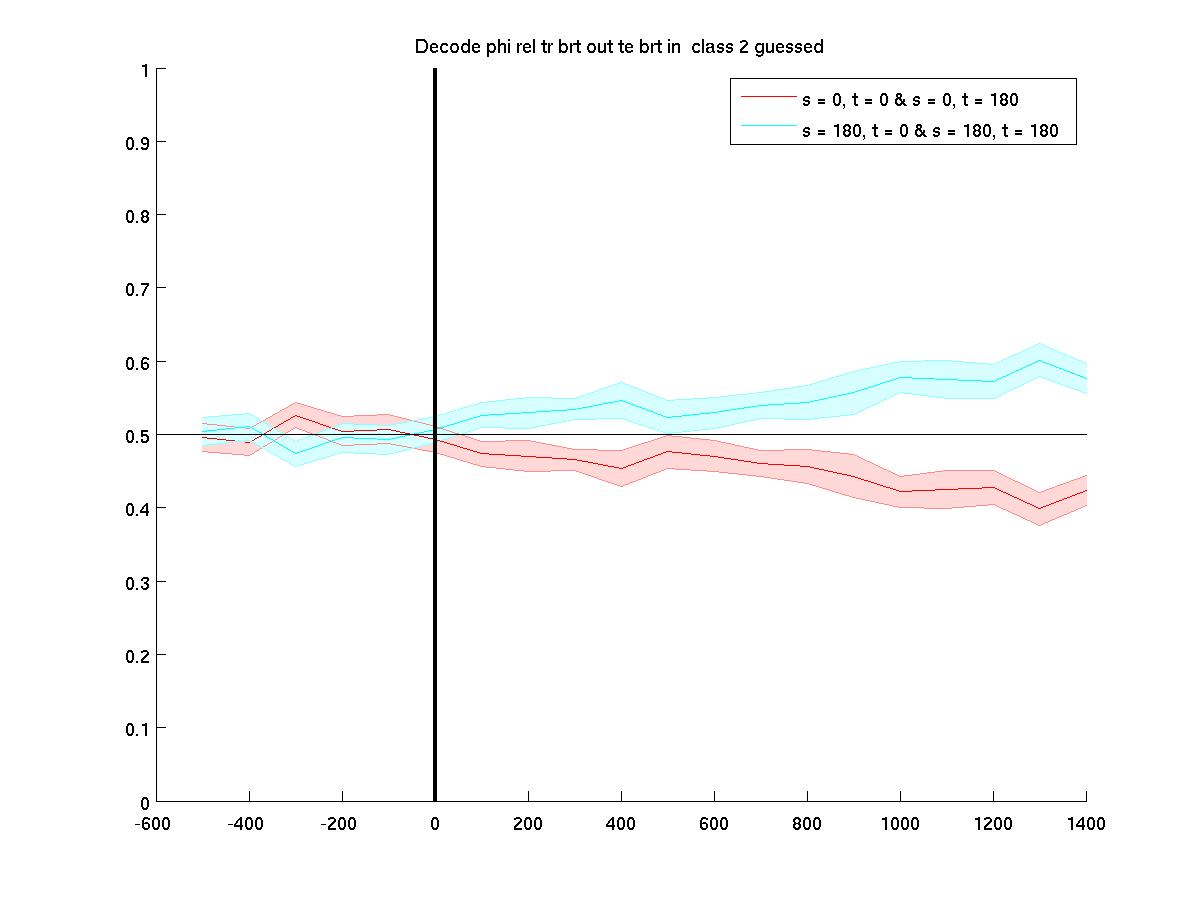 Decode phi rel tr brt out te brt in  class 2 guessed
s = 0, t = 0 & s = 0, t = 180
s = 180, t = 0 & s = 180, t = 180
1
0.9
0.8
0.7
0.6
0.5
0.4
0.3
0.2
0.1
0
-600 -400 -200 0 200 400 600 800 1000 1200 1400